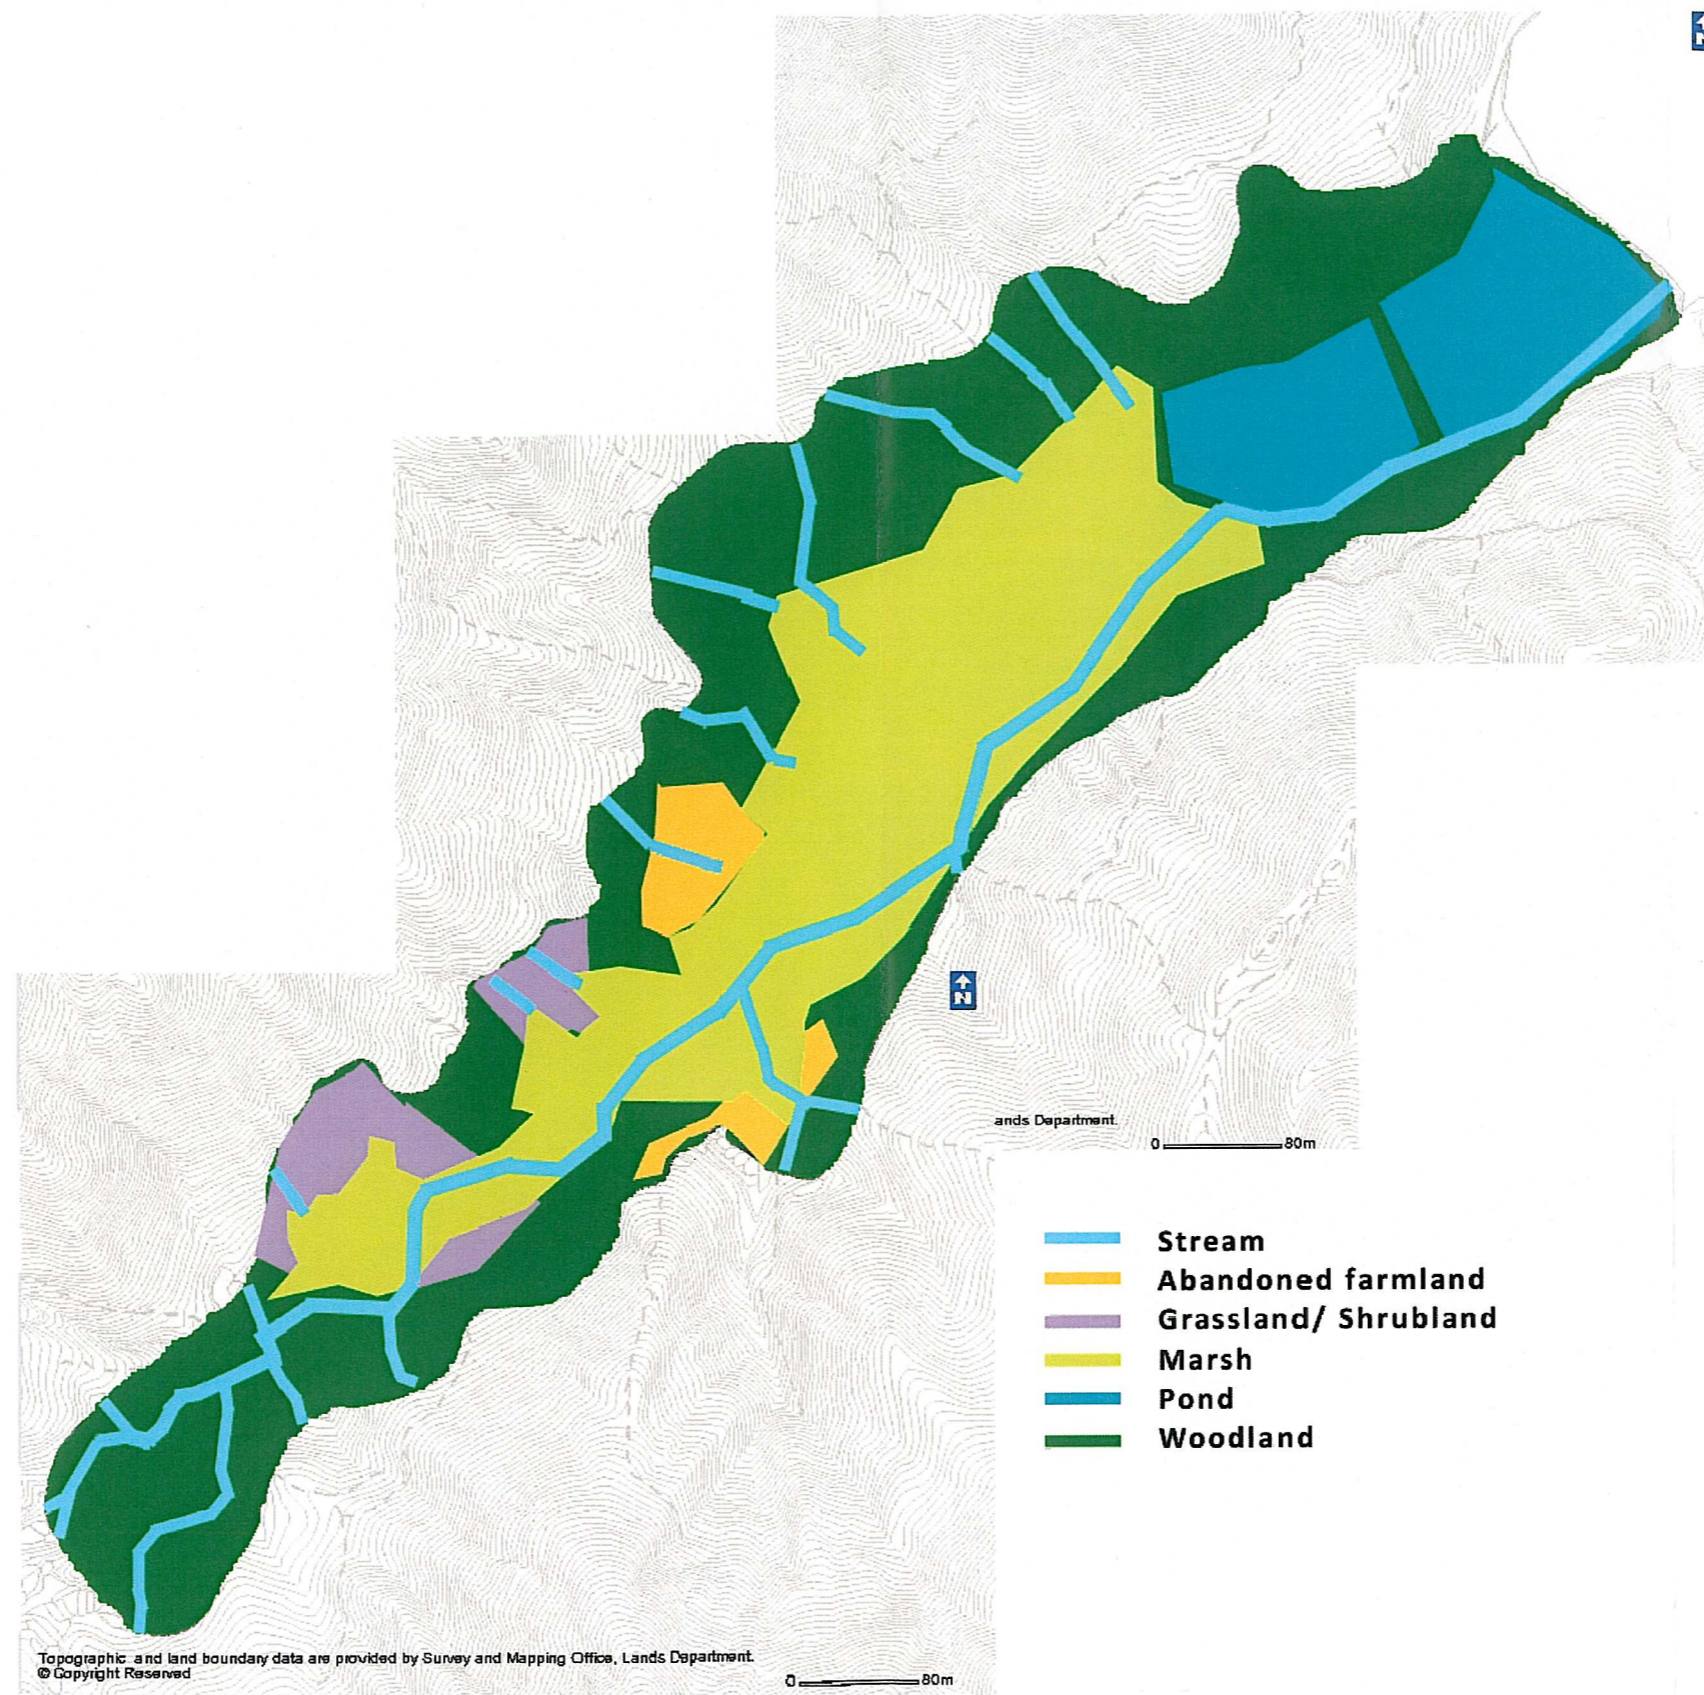 N
N
ands Department.
0 80m
Stream
Abandoned farmland
Grassland/ Shrubland
Marsh
Pond
Woodland
Topographic and land boundary data are provided by Survey and Mapping Office, Lands Department.
© Copyright Reserved
0 80m